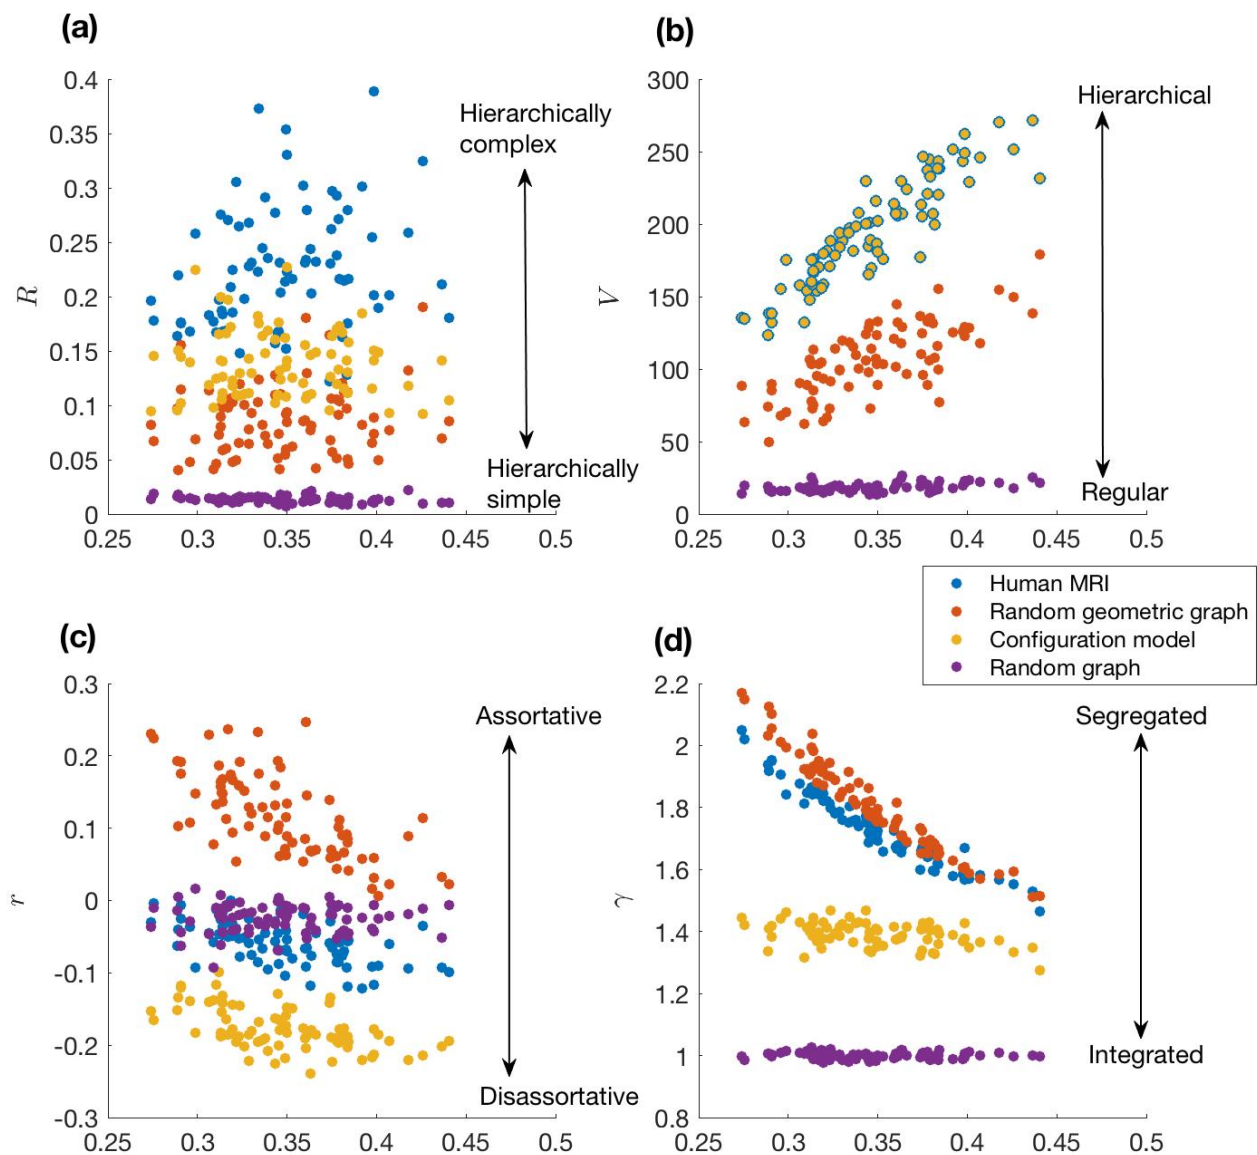 (a)
0.4
0.35
0.3
0.25
0.2
0.15
0.1
0.05
0
R
0.25 0.3 0.35 0.4 0.45 0.5
Hierarchically
complex
Hierarchically
simple
(b)
300
250
200
150
100
50
0
V
0.25 0.3 0.35 0.4 0.45 0.5
Hierarchical
Regular
Human MRI
Random geometric graph
Configuration model
Random graph
(c)
0.3
0.2
0.1
0
-0.1
-0.2
-0.3
r
0.25 0.3 0.35 0.4 0.45 0.5
Assortative
Disassortative
(d)
2.2
2
1.8
1.6
1.4
1.2
1
0.8
γ
0.25 0.3 0.35 0.4 0.45 0.5
Segregated
Integrated